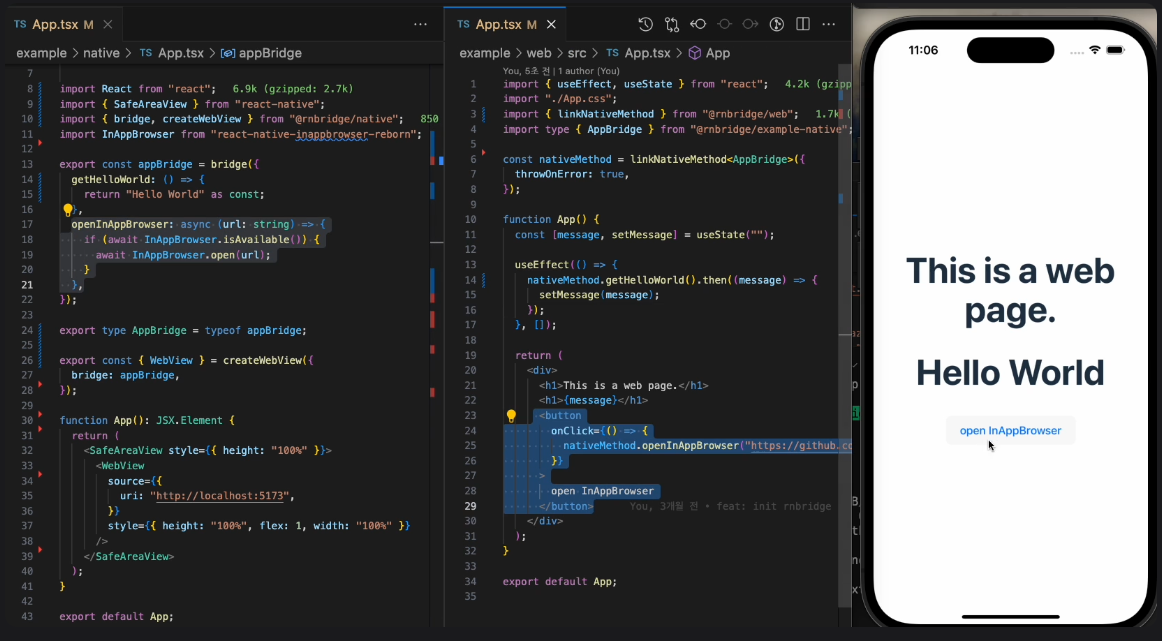 TS App.tsx M
example > native > TS App.tsx > appBridge
7
8 import React from "react"; 6.9k (gzipped: 2.7k)
9 import { SafeAreaView } from "react-native";
10 import { bridge, createWebView } from "@rnbridge/native"; 850
11 import InAppBrowser from "react-native-inappbrowser-reborn";
12
13 export const appBridge = bridge({
14 getHelloWorld: () => {
15 return "Hello World" as const;
16 },
17 openInAppBrowser: async (url: string) => {
18 if (await InAppBrowser.isAvailable()) {
19 await InAppBrowser.open(url);
20 }
21 },
22 });
23
24 export type AppBridge = typeof appBridge;
25
26 export const { WebView } = createWebView({
27 bridge: appBridge,
28 });
29
30 function App(): JSX.Element {
31 return (
32 <SafeAreaView style={{ height: "100%" }}>
33 <WebView
34 source={{
35 uri: "http://localhost:5173",
36 }}
37 style={{ height: "100%", flex: 1, width: "100%" }}
38 />
39 </SafeAreaView>
40 );
41 }
42
43 export default App;
TS App.tsx M
example > web > src > TS App.tsx > App
You, 5초 전 | 1 author (You)
1 import { useEffect, useState } from "react"; 4.2k (gzipp
2 import "./App.css";
3 import { linkNativeMethod } from "@rnbridge/web"; 1.7k
4 import type { AppBridge } from "@rnbridge/example-native";
5
6 const nativeMethod = linkNativeMethod<AppBridge>({
7 throwOnError: true,
8 });
9
10 function App() {
11 const [message, setMessage] = useState("");
12
13 useEffect(() => {
14 nativeMethod.getHelloWorld().then((message) => {
15 setMessage(message);
16 });
17 }, []);
18
19 return (
20 <div>
21 <h1>This is a web page.</h1>
22 <h1>{message}</h1>
23 <button
24 onClick={() => {
25 nativeMethod.openInAppBrowser("https://github.co
26 }}
27 >
28 open InAppBrowser
29 </button> You, 3개월 전 • feat: init rnbridge
30 </div>
31 );
32 }
33
34 export default App;
35
11:06
This is a web
page.
Hello World
open InAppBrowser